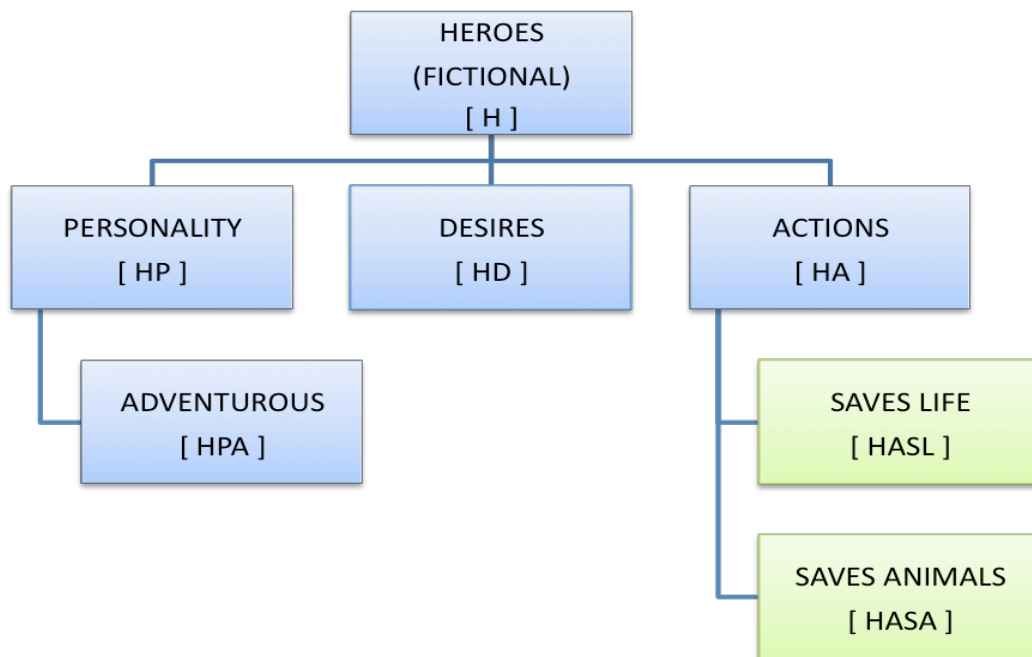 HEROES
(FICTIONAL)
[ H ]
PERSONALITY
[ HP ]
DESIRES
[ HD ]
ACTIONS
[ HA ]
ADVENTUROUS
[ HPA ]
SAVES LIFE
[ HASL ]
SAVES ANIMALS
[ HASA ]